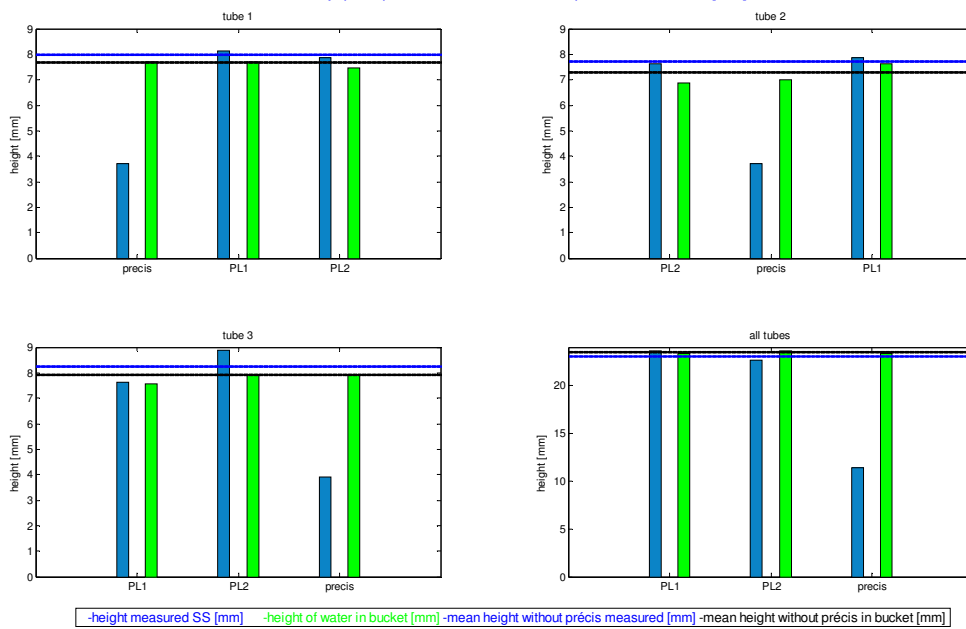 tube 1
9
8
7
6
5
4
3
2
1
0
height [mm]
precis PL1 PL2
tube 2
9
8
7
6
5
4
3
2
1
0
height [mm]
PL2 precis PL1
tube 3
9
8
7
6
5
4
3
2
1
0
height [mm]
PL1 PL2 precis
all tubes
20
15
10
5
0
height [mm]
PL1 PL2 precis
-height measured SS [mm] -height of water in bucket [mm] -mean height without précis measured [mm] -mean height without précis in bucket [mm]